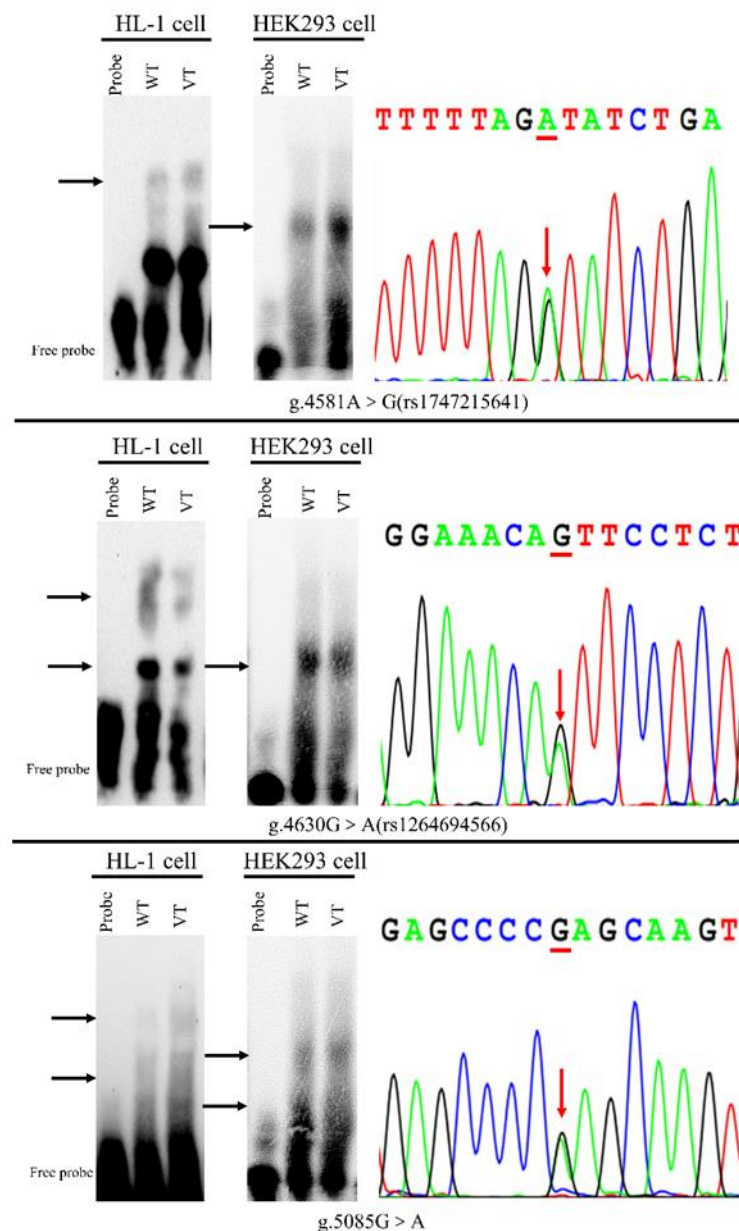 HL-1 cell HEK293 cell
Probe WT VT Probe WT VT
TTTTTAGATATCTGA
Free probe
g.4581A > G(rs1747215641)
HL-1 cell HEK293 cell
Probe WT VT Probe WT VT
GGAAACAGTTCCTCT
Free probe
g.4630G > A(rs1264694566)
HL-1 cell HEK293 cell
Probe WT VT Probe WT VT
GAGCCCCGAGCAAGT
Free probe
g.5085G > A